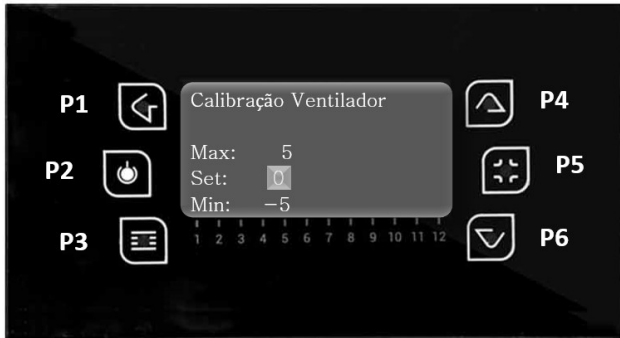 P1
P2
P3
Calibração Ventilador
Max: 5
Set: 0
Min: −5
1 2 3 4 5 6 7 8 9 10 11 12
P4
P5
P6